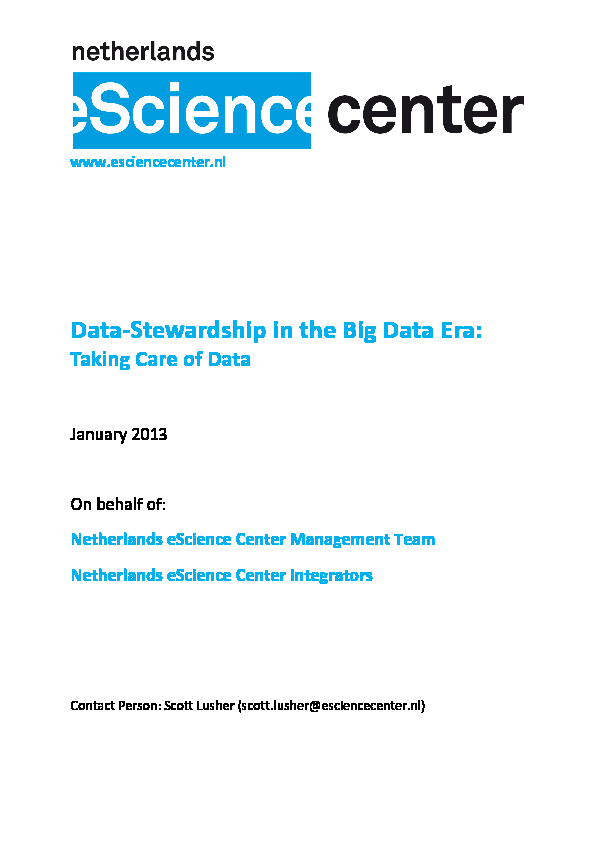 netherlands
eScience center
www.esciencecenter.nl
Data-Stewardship in the Big Data Era:
Taking Care of Data
January 2013
On behalf of:
Netherlands eScience Center Management Team
Netherlands eScience Center Integrators
Contact Person: Scott Lusher (scott.lusher@esciencecenter.nl)